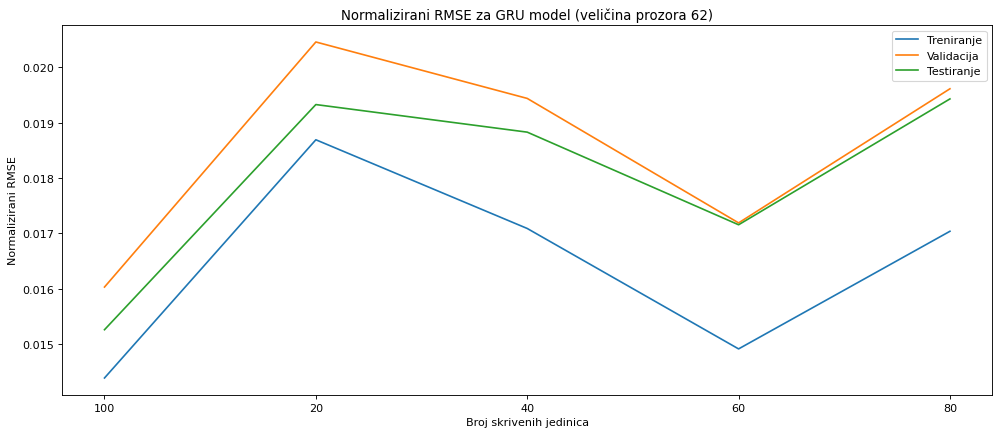 Normalizirani RMSE za GRU model (veličina prozora 62)
Treniranje
Validacija
Testiranje
Normalizirani RMSE
0.020
0.019
0.018
0.017
0.016
0.015
100 20 40 60 80
Broj skrivenih jedinica